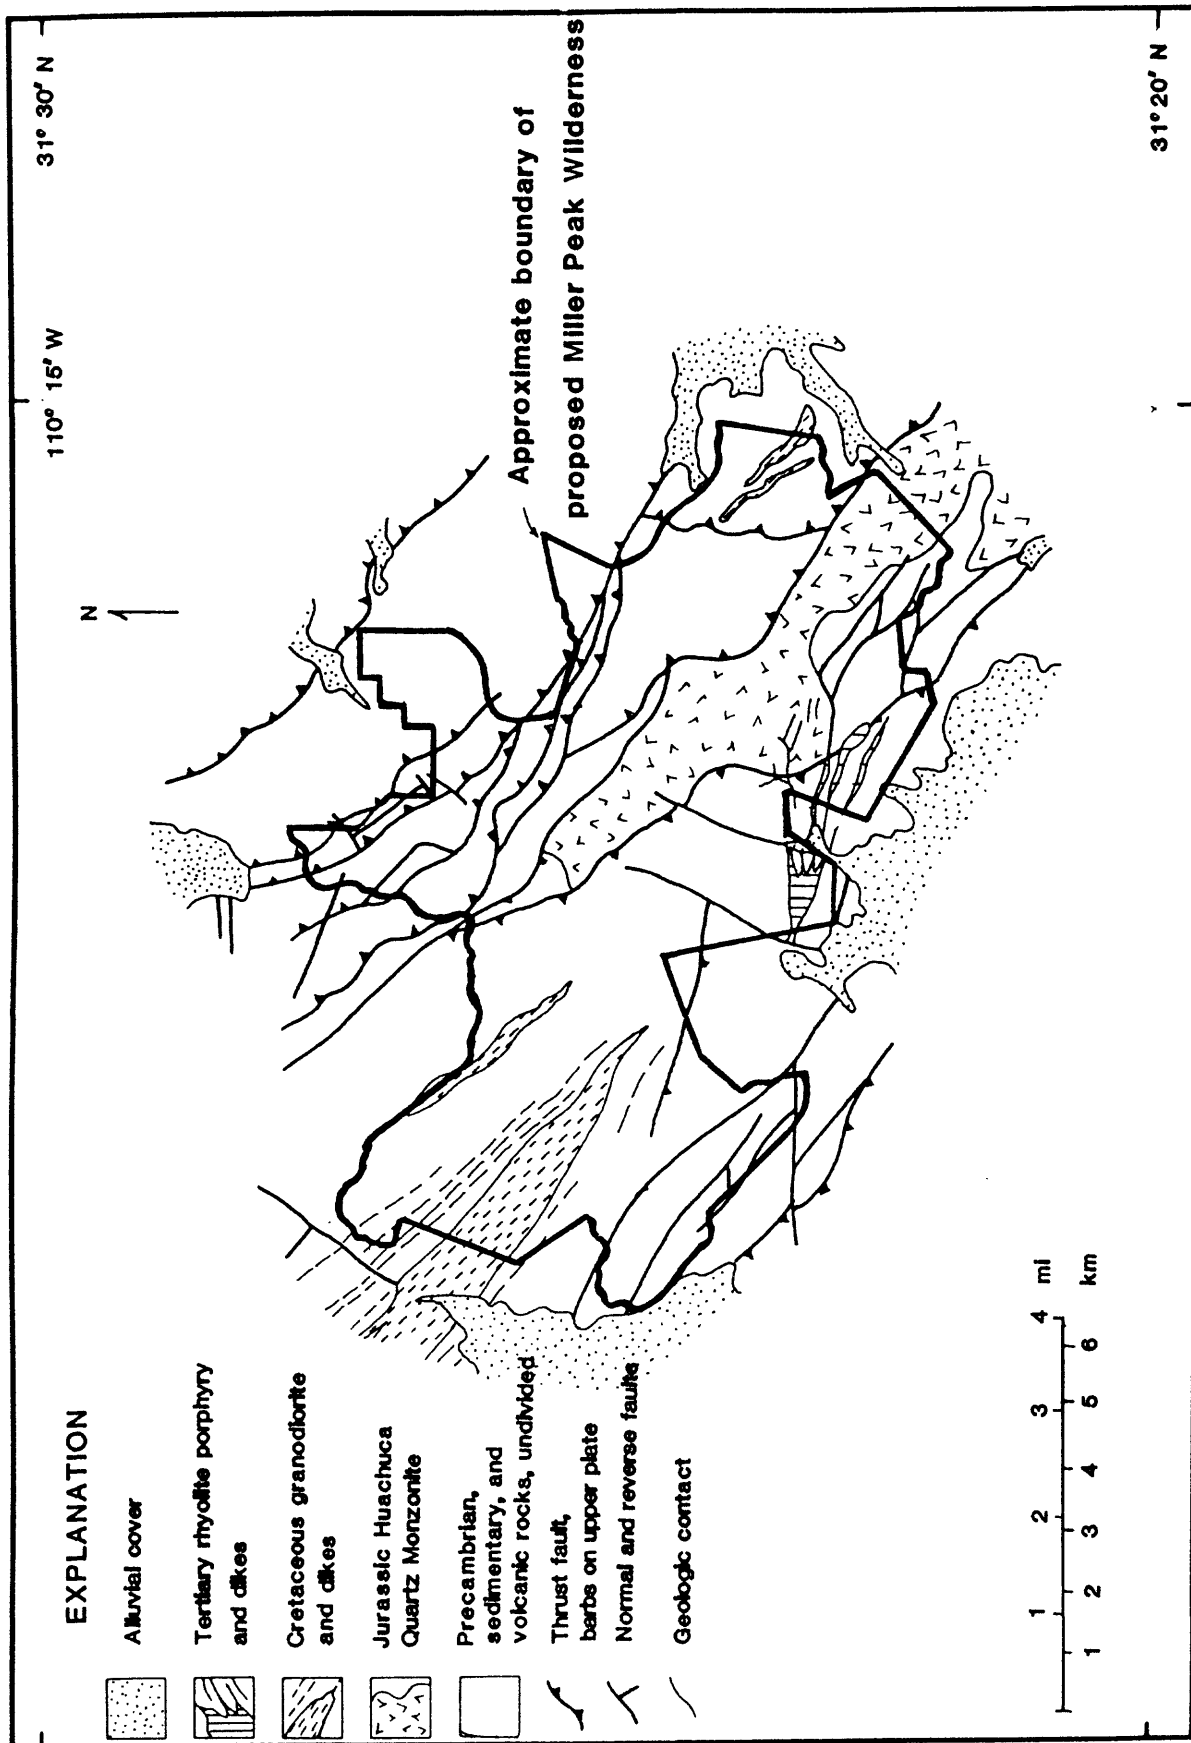 EXPLANATION
Alluvial cover
Tertiary rhyolite porphyry
and dikes
Cretaceous granodiorite
and dikes
Jurassic Huachuca
Quartz Monzonite
Precambrian,
sedimentary, and
volcanic rocks, undivided
Thrust fault,
barbs on upper plate
Normal and reverse faults
Geologic contact
1 2 3 4 mi
1 2 3 4 5 6 km
N
110° 15' W
31° 30' N
Approximate boundary of
proposed Miller Peak Wilderness
31° 20' N